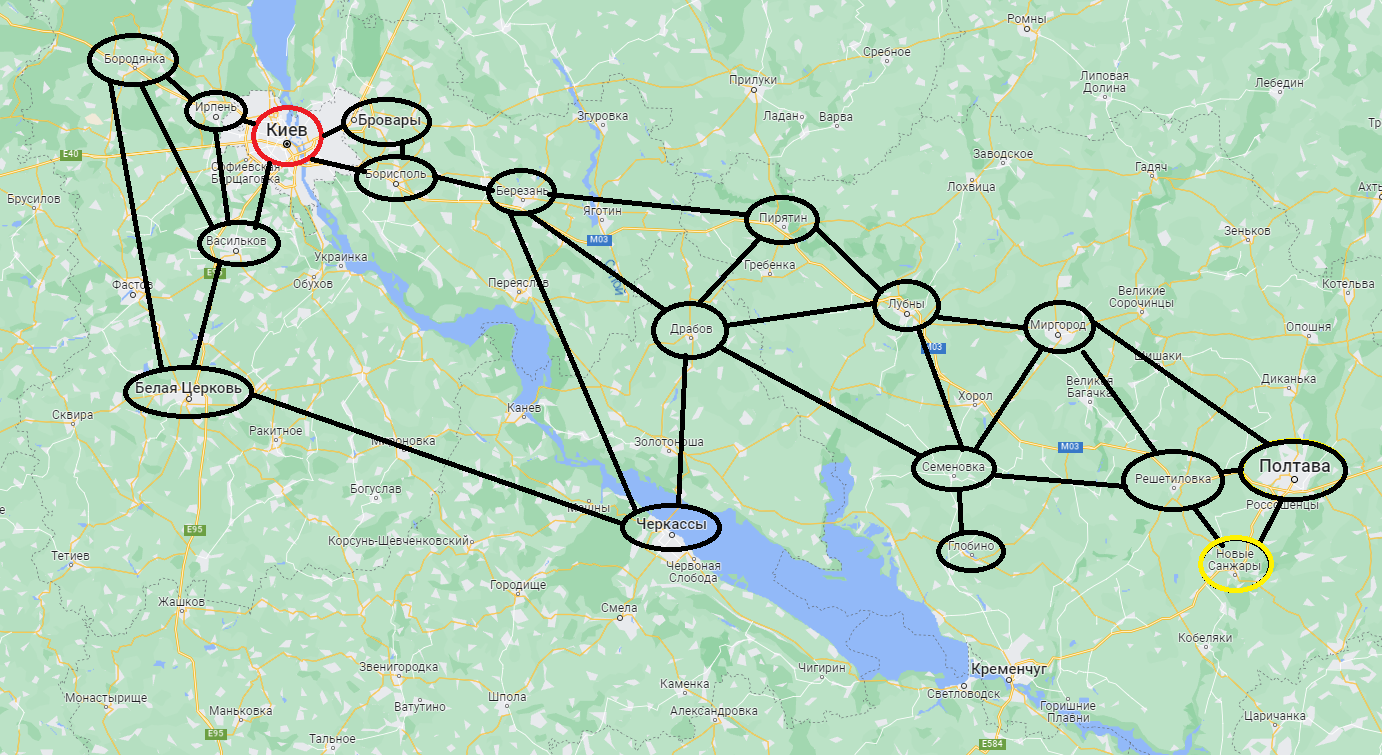 Ромны
Сребное
Бородянка
Прилуки
Липовая
Долина
Лебедин
Ирпень
Киев
Бровары
Згуровка
Ладан
Варва
E40
Заводское
Гадяч
Софиевская
Борщаговка
Борисполь
Березань
Лохвица
Брусилов
Яготин
Пирятин
M03
Зеньков
Васильков
Украинка
Гребенка
Фастов
Обухов
Переяслав
Великие
Сорочинцы
Котельва
Драбов
Лубны
Миргород
Опошня
Шишаки
Белая Церковь
Великая
Багачка
Диканька
Хорол
Сквира
Канев
Ракитное
Мироновка
Золотоноша
M03
Семеновка
Решетиловка
Полтава
Богуслав
Россошенцы
Черкассы
E95
Корсунь-Шевченковский
Глобино
Новые
Санжары
Тетиев
Червоная
Слобода
Городище
Жашков
Смела
Кобеляки
Звенигородка
Чигирин
Кременчуг
Монастырище
Шпола
Каменка
Светловодск
Ватутино
Маньковка
Александровка
Горишние
Плавни
Царичанка
E95
Тальное
E584